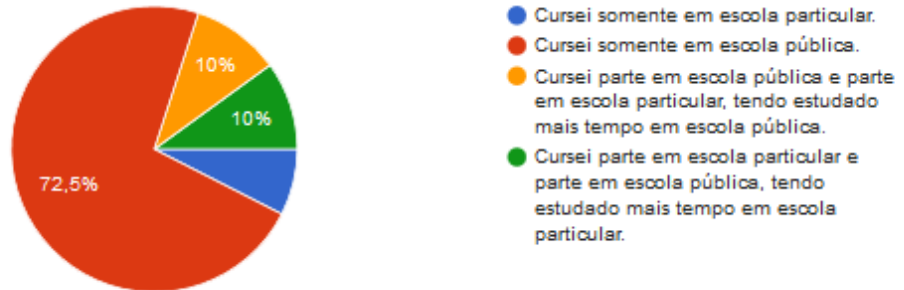 10%
10%
72,5%
Cursei somente em escola particular.
Cursei somente em escola pública.
Cursei parte em escola pública e parte
em escola particular, tendo estudado
mais tempo em escola pública.
Cursei parte em escola particular e
parte em escola pública, tendo
estudado mais tempo em escola
particular.